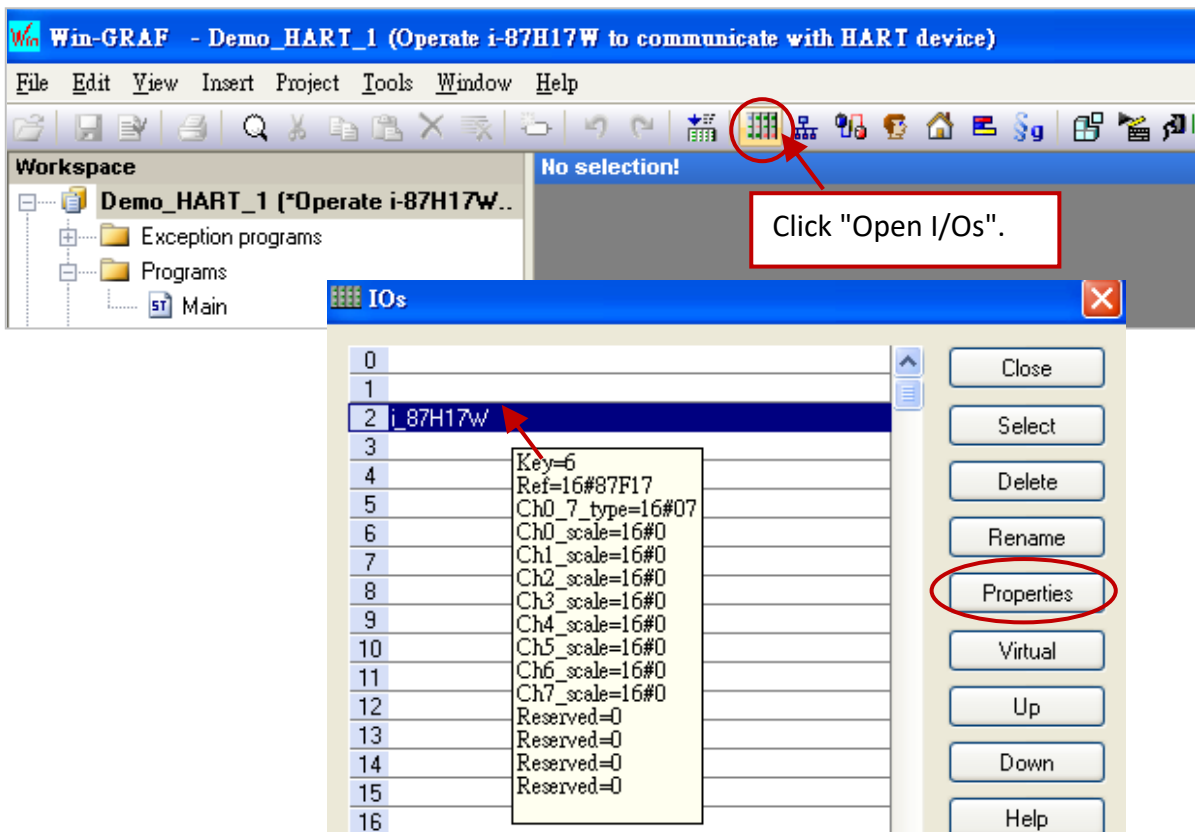 Win-GRAF - Demo_HART_1 (Operate i-87H17W to communicate with HART device)
File Edit View Insert Project Tools Window Help
Workspace
No selection!
Demo_HART_1 (*Operate i-87H17W..
Click "Open I/Os".
Exception programs
Programs
ST Main
IOs
0
1
2 i_87H17W
3
4
5
6
7
8
9
10
11
12
13
14
15
16
Key=6
Ref=16#87F17
Ch0_7_type=16#07
Ch0_scale=16#0
Ch1_scale=16#0
Ch2_scale=16#0
Ch3_scale=16#0
Ch4_scale=16#0
Ch5_scale=16#0
Ch6_scale=16#0
Ch7_scale=16#0
Reserved=0
Reserved=0
Reserved=0
Reserved=0
Close
Select
Delete
Rename
Properties
Virtual
Up
Down
Help